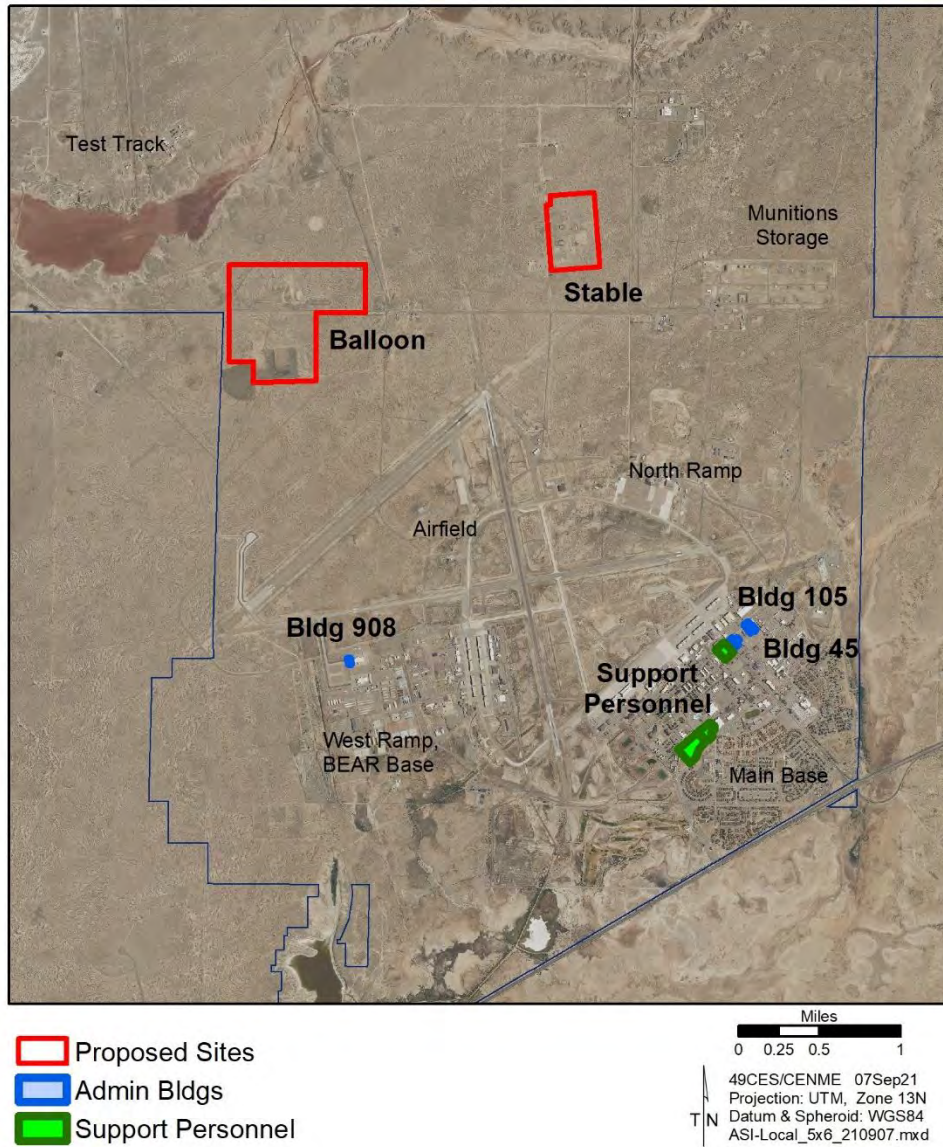 Test Track
Munitions
Storage
Stable
Balloon
North Ramp
Airfield
Bldg 105
Bldg 908
Bldg 45
Support
Personnel
West Ramp,
BEAR Base
Main Base
Proposed Sites
Admin Bldgs
Support Personnel
Miles
0 0.25 0.5 1
T N
49CES/CENME 07Sep21
Projection: UTM, Zone 13N
Datum & Spheroid: WGS84
ASI-Local_5x6_210907.mxd